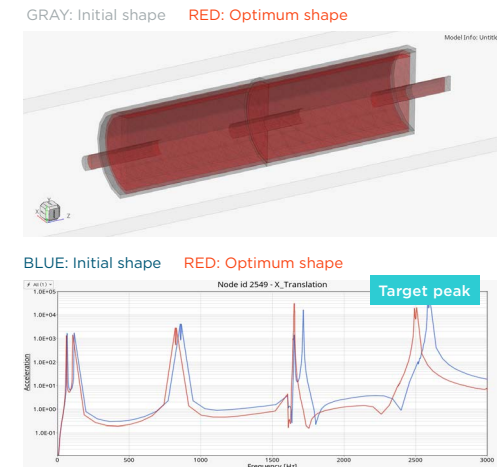 GRAY: Initial shape RED: Optimum shape
Model Info: Untitle
X Z
BLUE: Initial shape RED: Optimum shape
Node id 2549 - X_Translation
Target peak
1.0E+05
1.0E+04
1.0E+03
1.0E+02
1.0E+01
1.0E+00
1.0E-01
Acceleration
0 500 1000 1500 2000 2500 3000
Frequency [Hz]